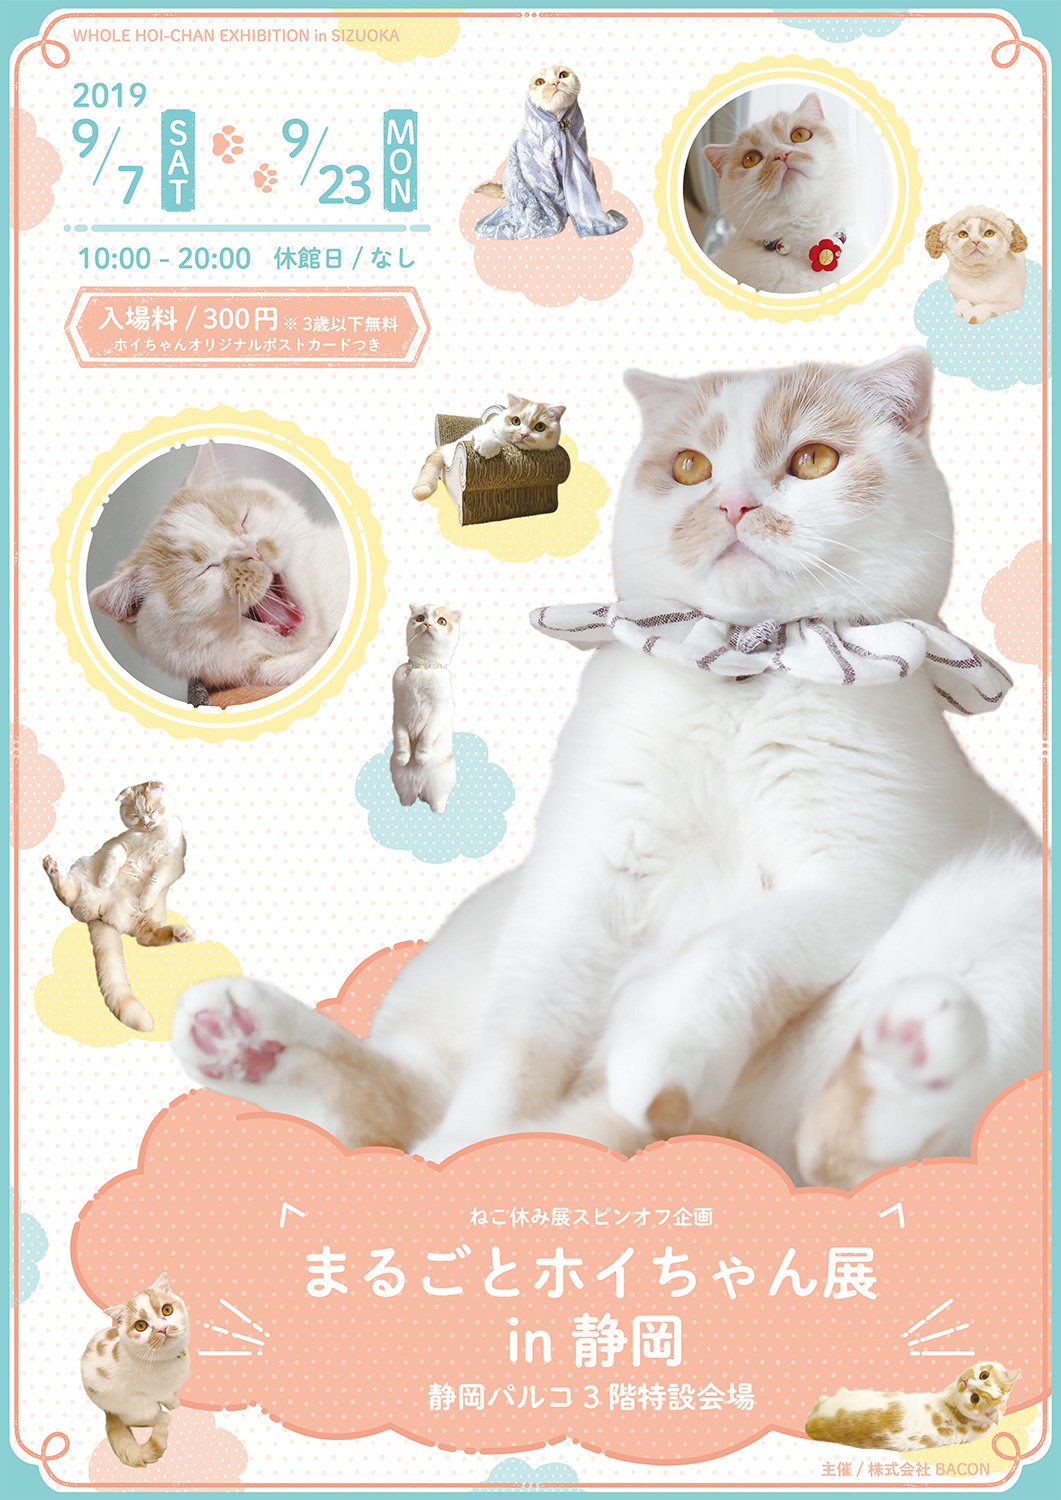 WHOLE HOI-CHAN EXHIBITION in SIZUOKA
2019
9/7 SAT 9/23 MON
10:00 - 20:00 休館日 / なし
入場料 / 300円 ※3歳以下無料
ホイちゃんオリジナルポストカードつき
ねこ休み展スピンオフ企画
まるごとホイちゃん展
in 静岡
静岡パルコ 3 階特設会場
主催 / 株式会社 BACON